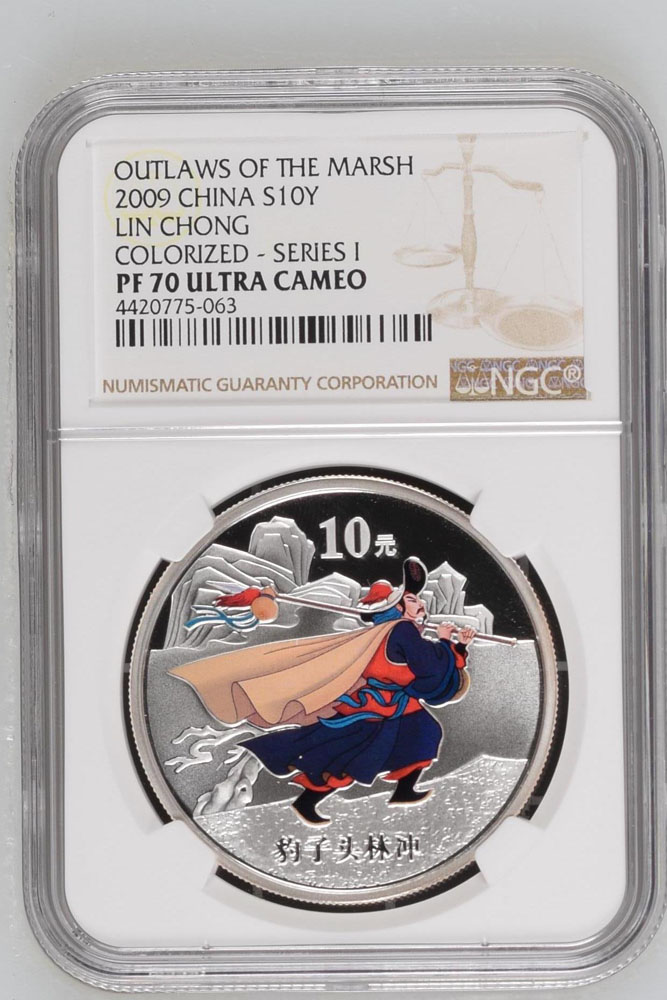 OUTLAWS OF THE MARSH
2009 CHINA S10Y
LIN CHONG
COLORIZED - SERIES I
PF 70 ULTRA CAMEO
4420775-063
NUMISMATIC GUARANTY CORPORATION
NGC®
10元
豹子头林冲